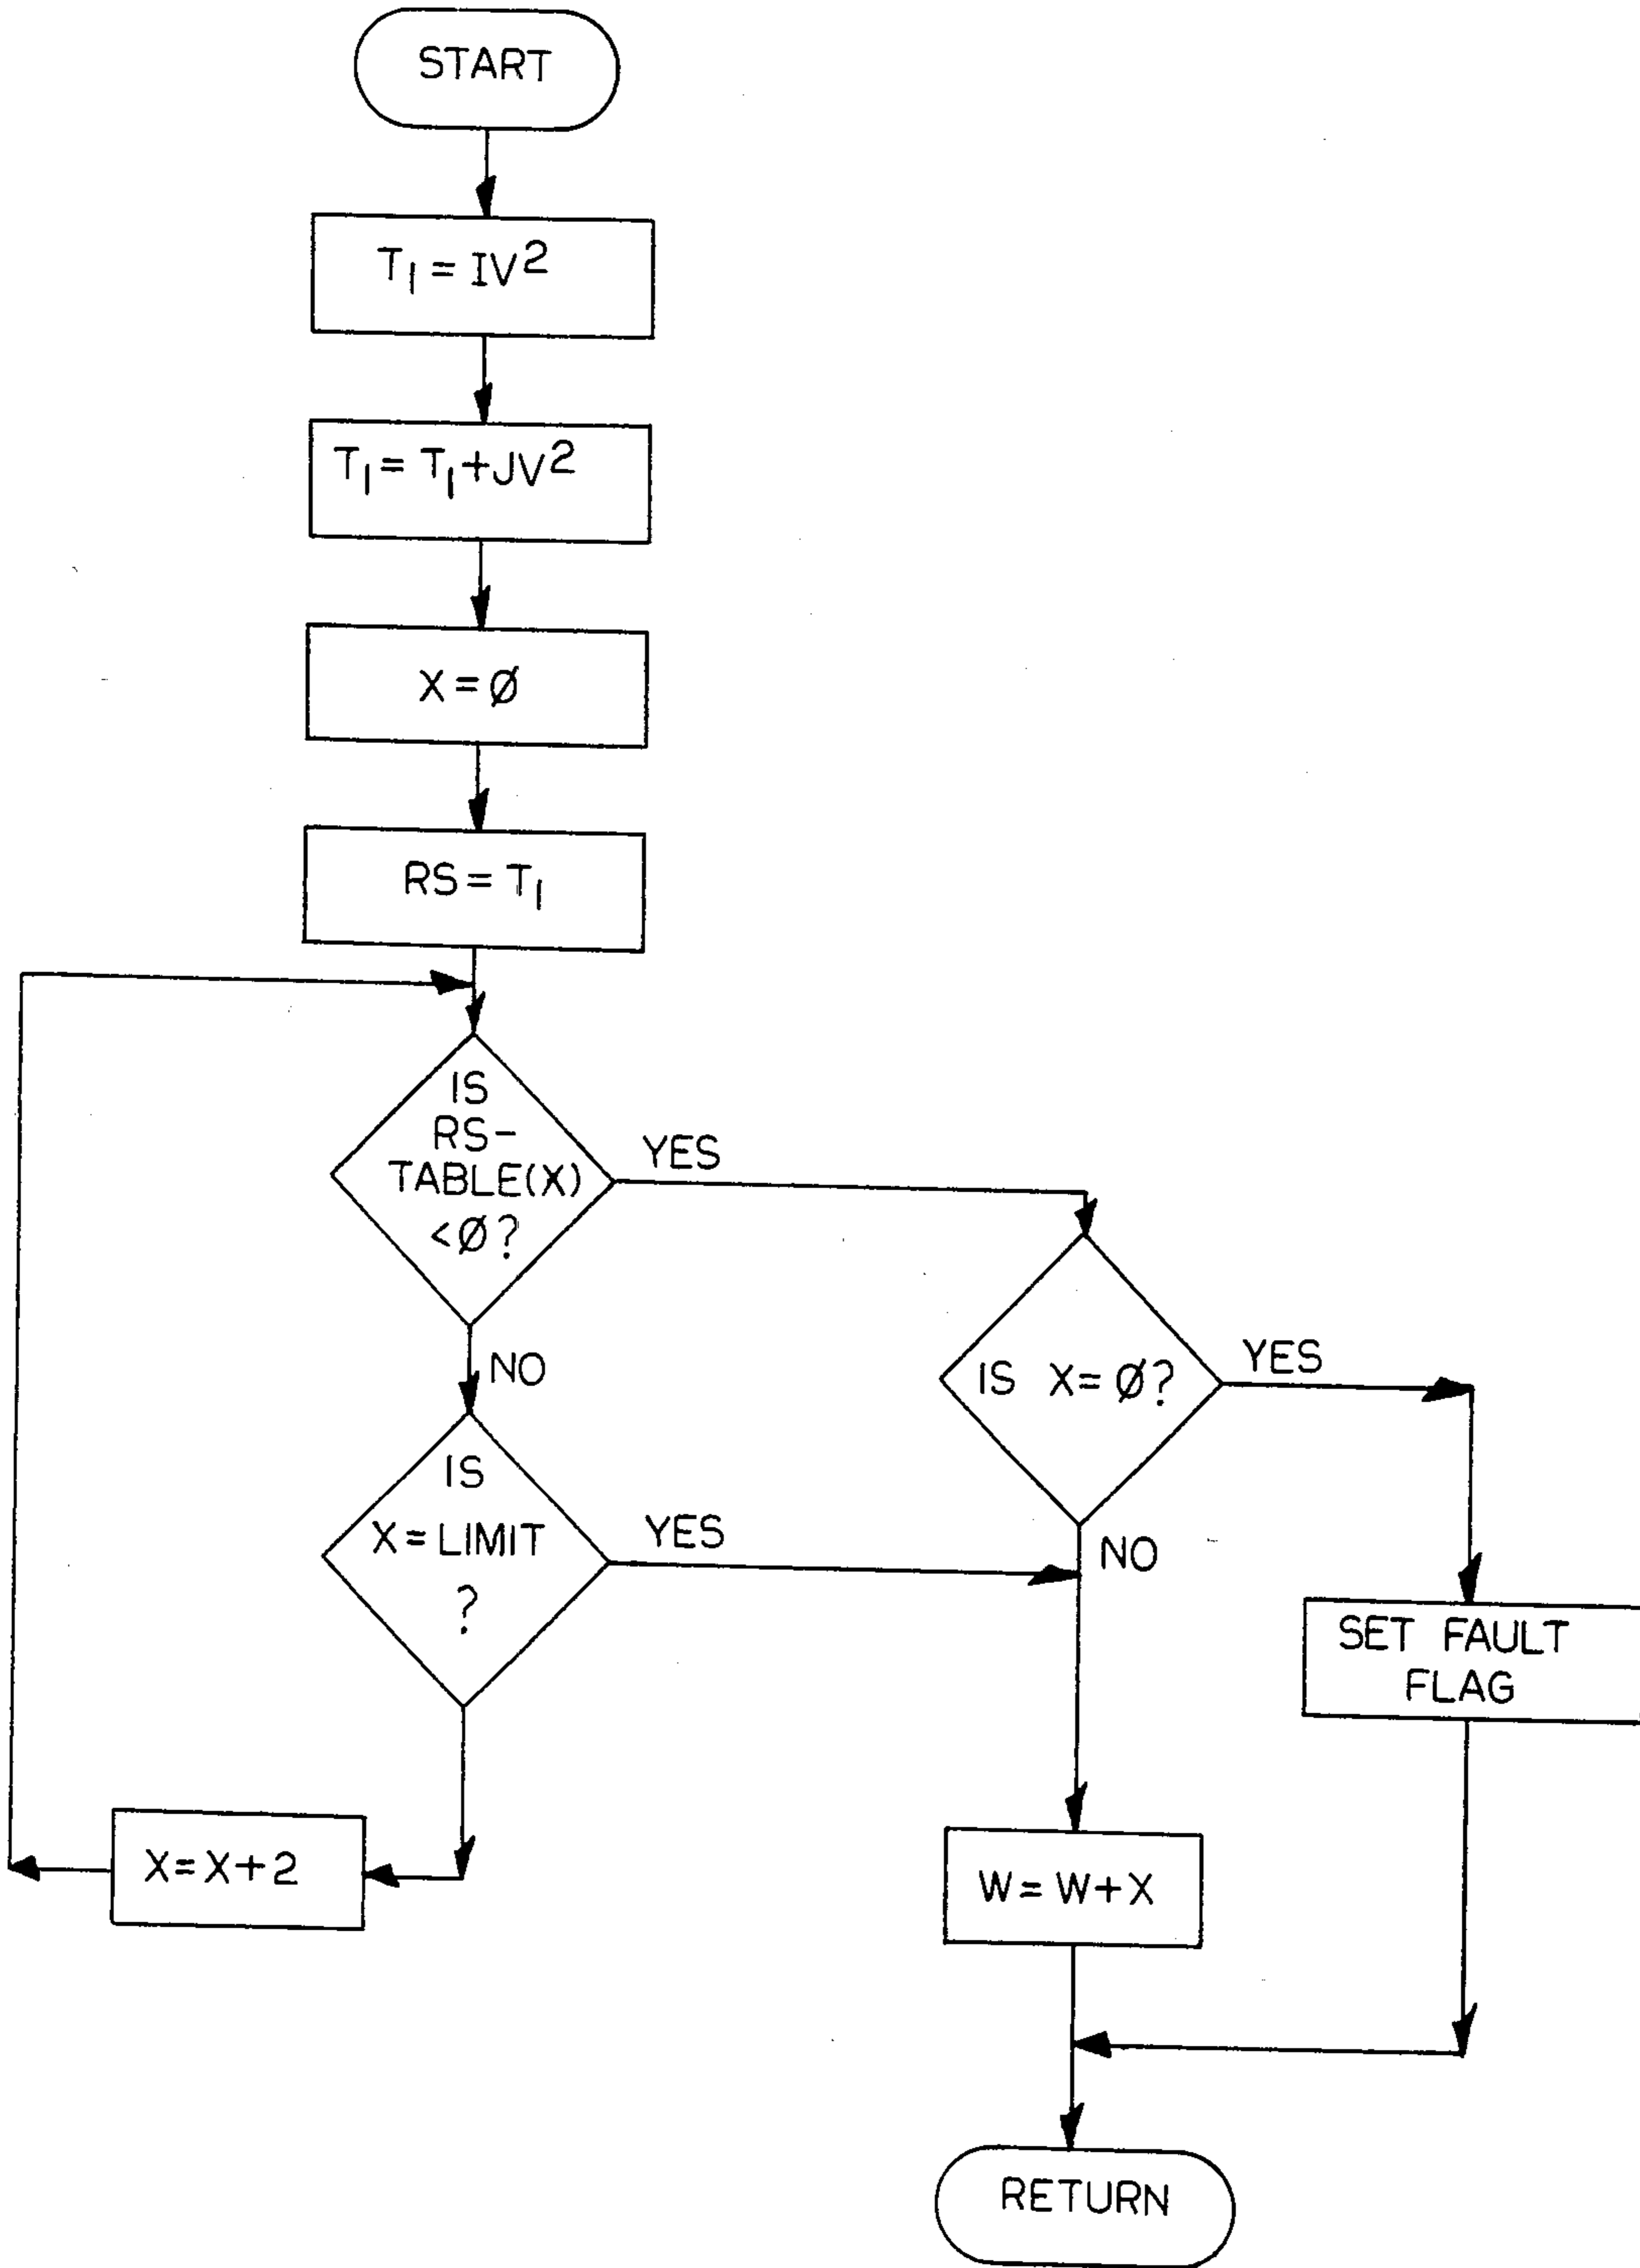 START
T₁ = IV²
T₁ = T₁+JV²
X=Ø
RS=T₁
IS
RS-
TABLE(X)
<Ø?
YES
NO
IS X=Ø?
YES
NO
IS
X=LIMIT
?
YES
SET FAULT
FLAG
X=X+2
W=W+X
RETURN